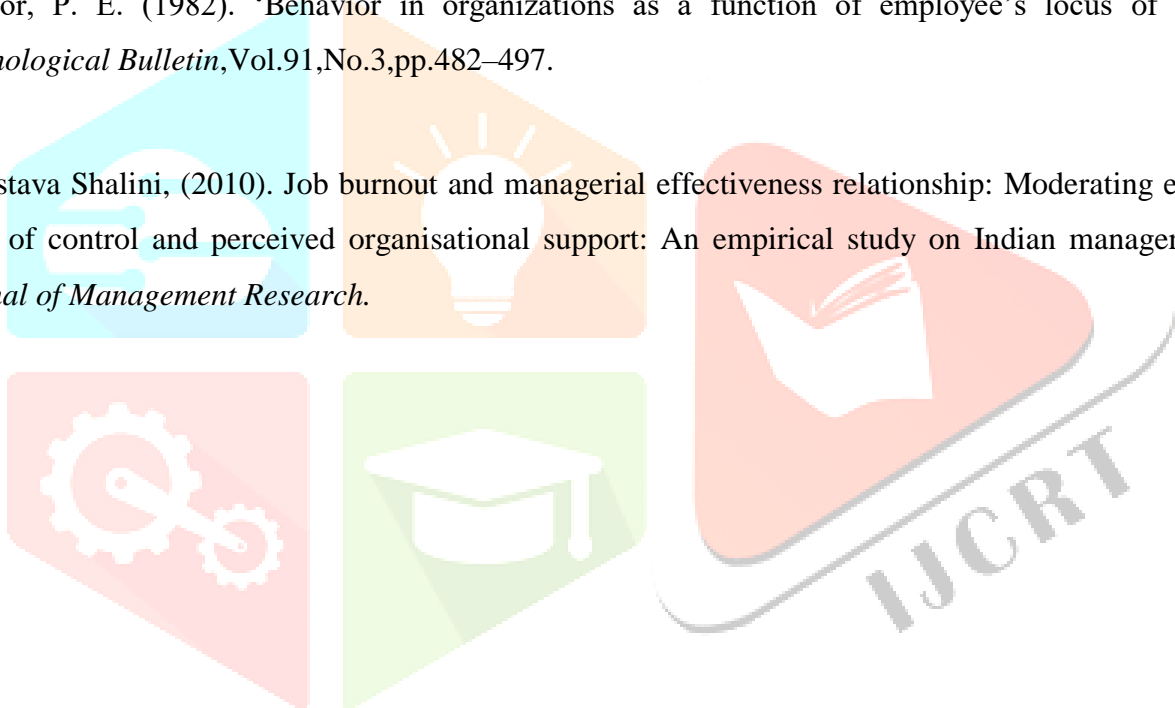 or, P. E. (1982). ‘Behavior in organizations as a function of employee’s locus of
nological Bulletin,Vol.91,No.3,pp.482–497.
stava Shalini, (2010). Job burnout and managerial effectiveness relationship: Moderating e
of control and perceived organisational support: An empirical study on Indian manager
nal of Management Research.
IJCRT